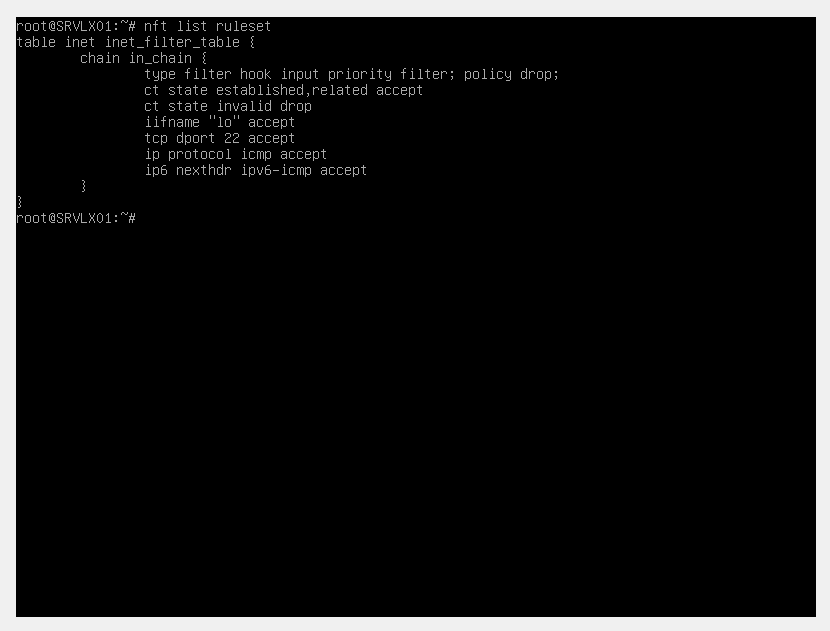 root@SRVLX01:~# nft list ruleset
table inet inet_filter_table {
        chain in_chain {
                type filter hook input priority filter; policy drop;
                ct state established,related accept
                ct state invalid drop
                iifname "lo" accept
                tcp dport 22 accept
                ip protocol icmp accept
                ip6 nexthdr ipv6-icmp accept
        }
}
root@SRVLX01:~#